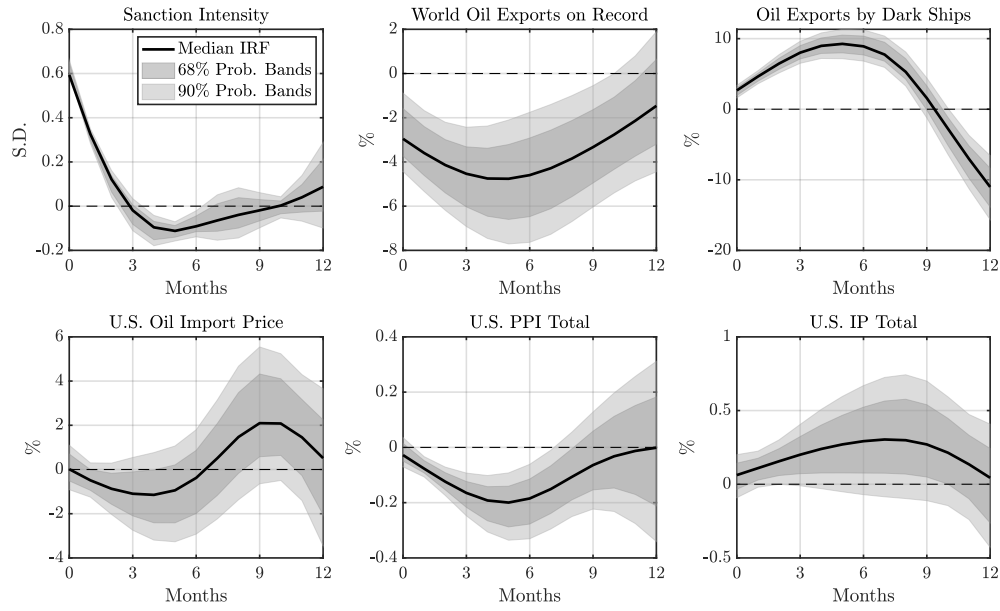 Sanction Intensity
0.8
0.6
0.4
0.2
0
-0.2
S.D.
Median IRF
68% Prob. Bands
90% Prob. Bands
0 3 6 9 12
Months
World Oil Exports on Record
2
0
-2
-4
-6
-8
%
0 3 6 9 12
Months
Oil Exports by Dark Ships
10
0
-10
-20
%
0 3 6 9 12
Months
U.S. Oil Import Price
6
4
2
0
-2
-4
%
0 3 6 9 12
Months
U.S. PPI Total
0.4
0.2
0
-0.2
-0.4
%
0 3 6 9 12
Months
U.S. IP Total
1
0.5
0
0.5
%
0 3 6 9 12
Months